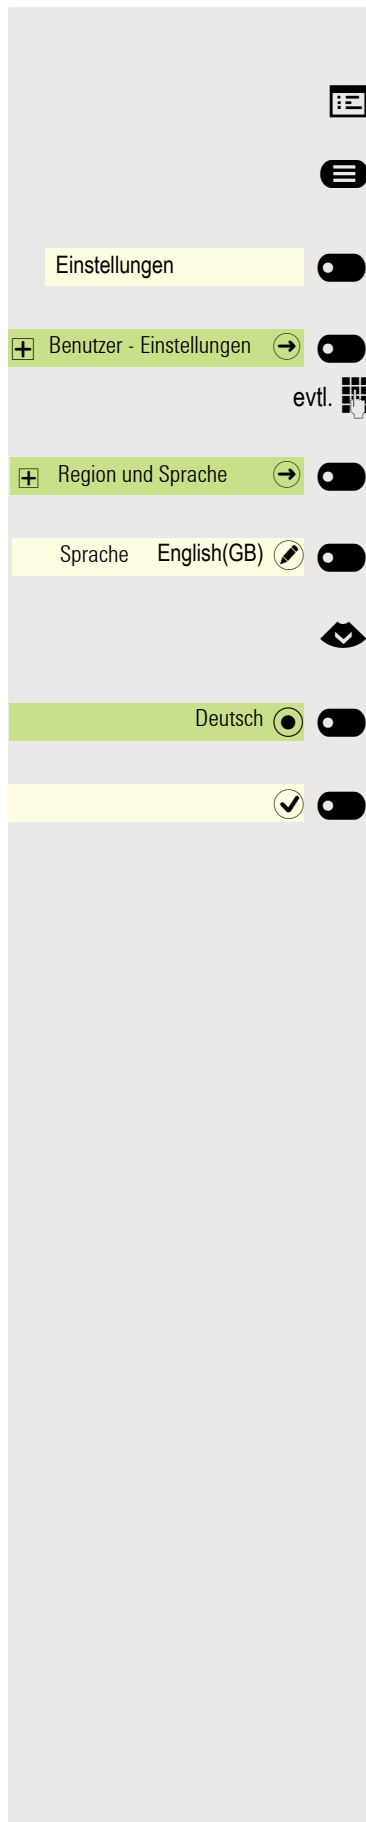 Einstellungen
Benutzer - Einstellungen
evtl.
Region und Sprache
Sprache English(GB)
Deutsch